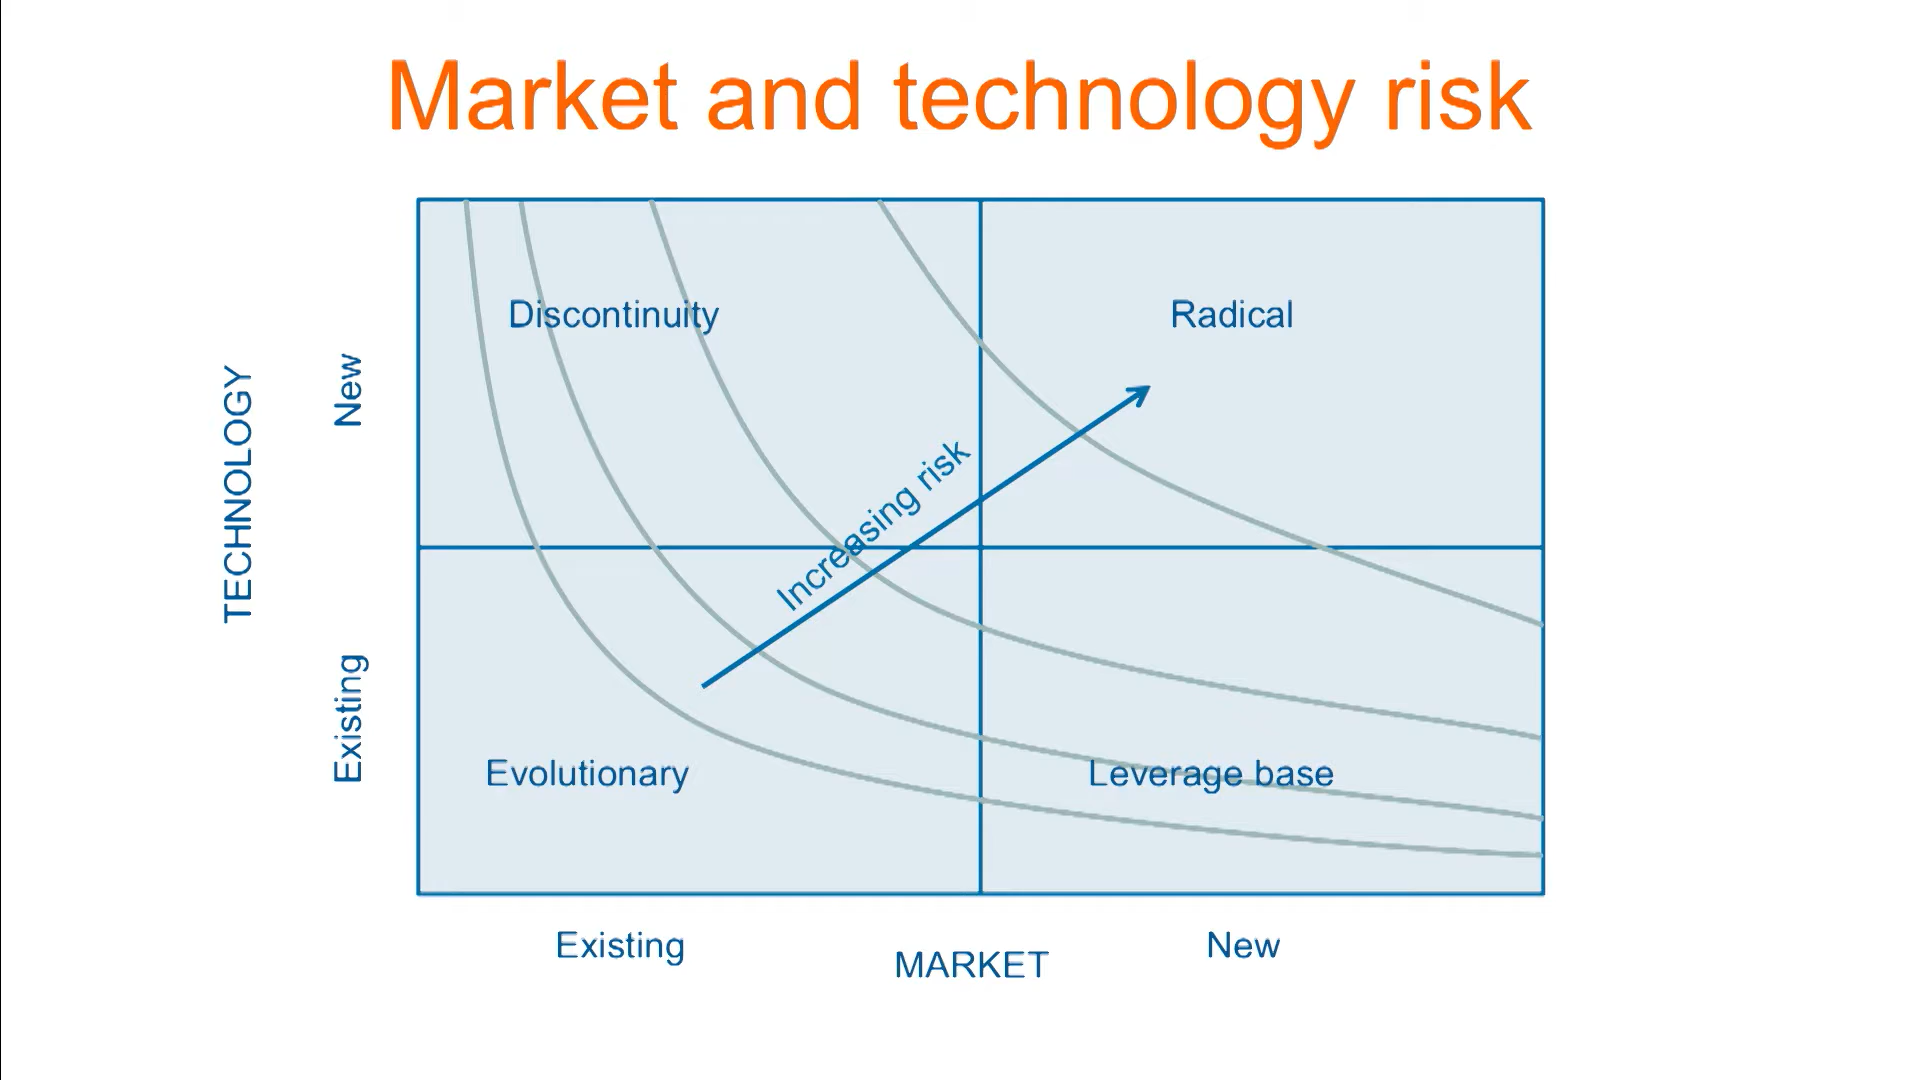 Market and technology risk
Discontinuity
Radical
New
TECHNOLOGY
Increasing risk
Existing
Evolutionary
Leverage base
Existing
New
MARKET